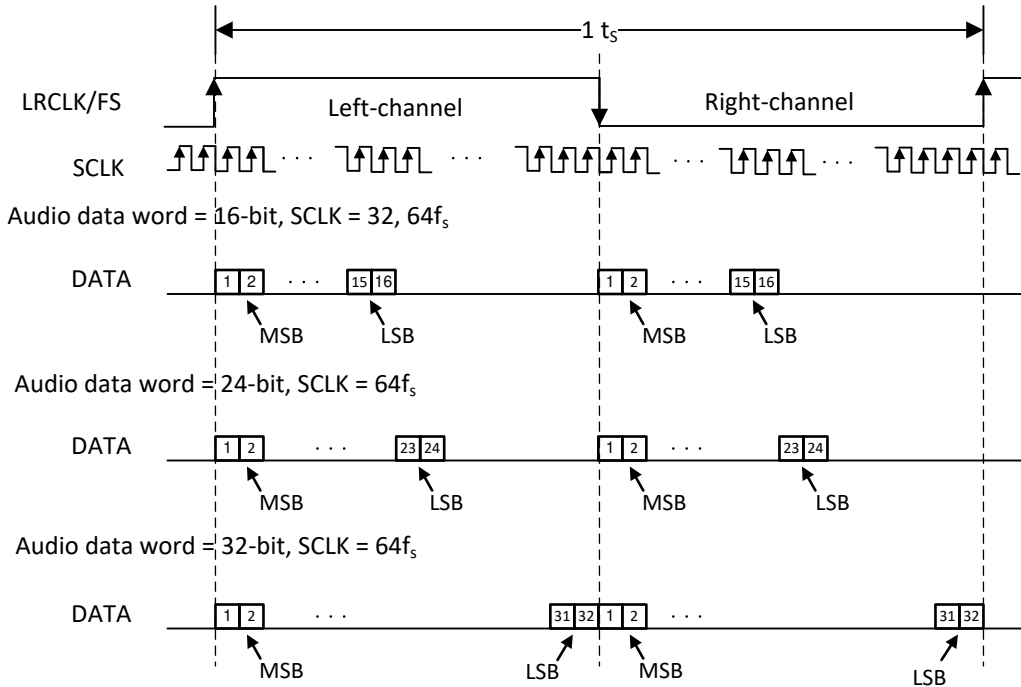 1 tS
LRCLK/FS Left-channel Right-channel
SCLK . . . . . . . . . . . .
Audio data word = 16-bit, SCLK = 32, 64fs
DATA 1 2 . . . 15 16 1 2 . . . 15 16
MSB LSB MSB LSB
Audio data word = 24-bit, SCLK = 64fs
DATA 1 2 . . . 23 24 1 2 . . . 23 24
MSB LSB MSB LSB
Audio data word = 32-bit, SCLK = 64fs
DATA 1 2 . . . 31 32 1 2 . . . 31 32
MSB LSB MSB LSB